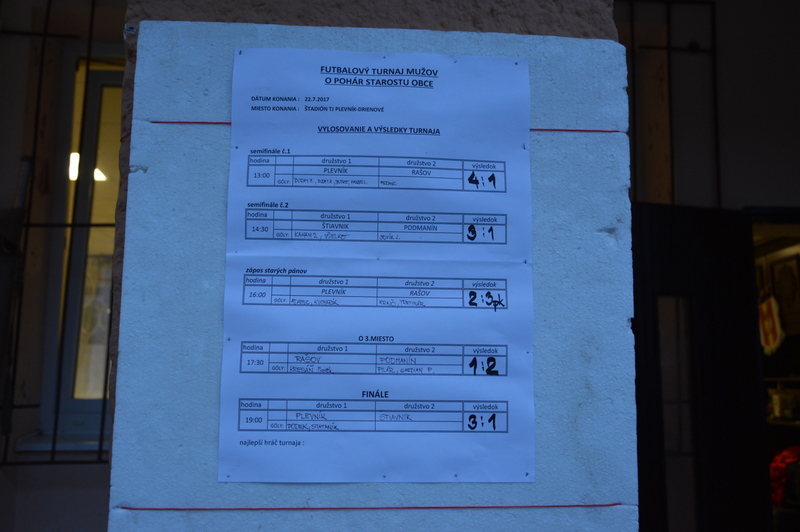 FUTBALOVÝ TURNAJ MUŽOV
O POHÁR STAROSTU OBCE
DÁTUM KONANIA : 22.7.2017
MIESTO KONANIA : ŠTADIÓN TJ PLEVNÍK-DRIENOVÉ
VYLOSOVANIE A VÝSLEDKY TURNAJA
semifinále č.1
hodina družstvo 1 družstvo 2 výsledok
13:00 PLEVNÍK RAŠOV 4:1
GÓLY:
semifinále č.2
hodina družstvo 1 družstvo 2 výsledok
14:30 ŠTIAVNIK PODMANÍN 3:1
GÓLY:
zápas starých pánov
hodina družstvo 1 družstvo 2 výsledok
16:00 PLEVNÍK RAŠOV 2:3pk
GÓLY:
O 3.MIESTO
hodina družstvo 1 družstvo 2 výsledok
17:30 RAŠOV PODMANÍN 1:2
GÓLY:
FINÁLE
hodina družstvo 1 družstvo 2 výsledok
19:00 PLEVNÍK ŠTIAVNIK 3:1
GÓLY:
najlepší hráč turnaja :